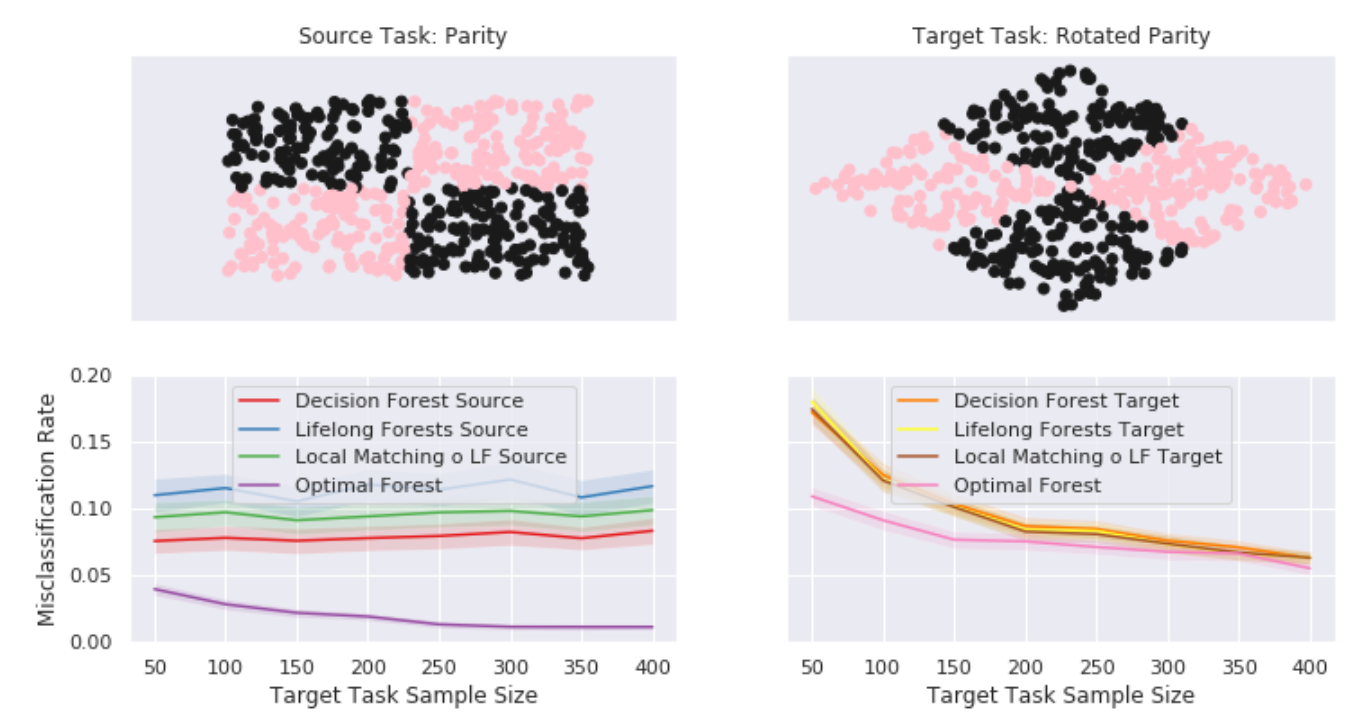 Source Task: Parity
Target Task: Rotated Parity
Misclassification Rate
0.20
0.15
0.10
0.05
0.00
Decision Forest Source
Lifelong Forests Source
Local Matching o LF Source
Optimal Forest
50 100 150 200 250 300 350 400
Target Task Sample Size
Decision Forest Target
Lifelong Forests Target
Local Matching o LF Target
Optimal Forest
50 100 150 200 250 300 350 400
Target Task Sample Size